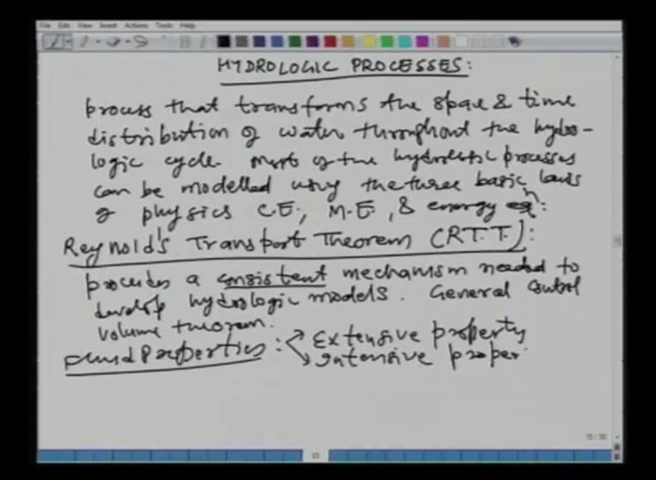 HYDROLOGIC PROCESSES:
process that transforms the space & time
distribution of water throughout the hydro-
logic cycle. Most of the hydrologic processes
can be modelled using the three basic laws
of physics C.E., M.E., & energy eqn:
Reynold's Transport Theorem (R.T.T.):
provides a consistent mechanism needed to
develop hydrologic models. General control
volume theorem.
Fluid Properties: Extensive property
Intensive proper